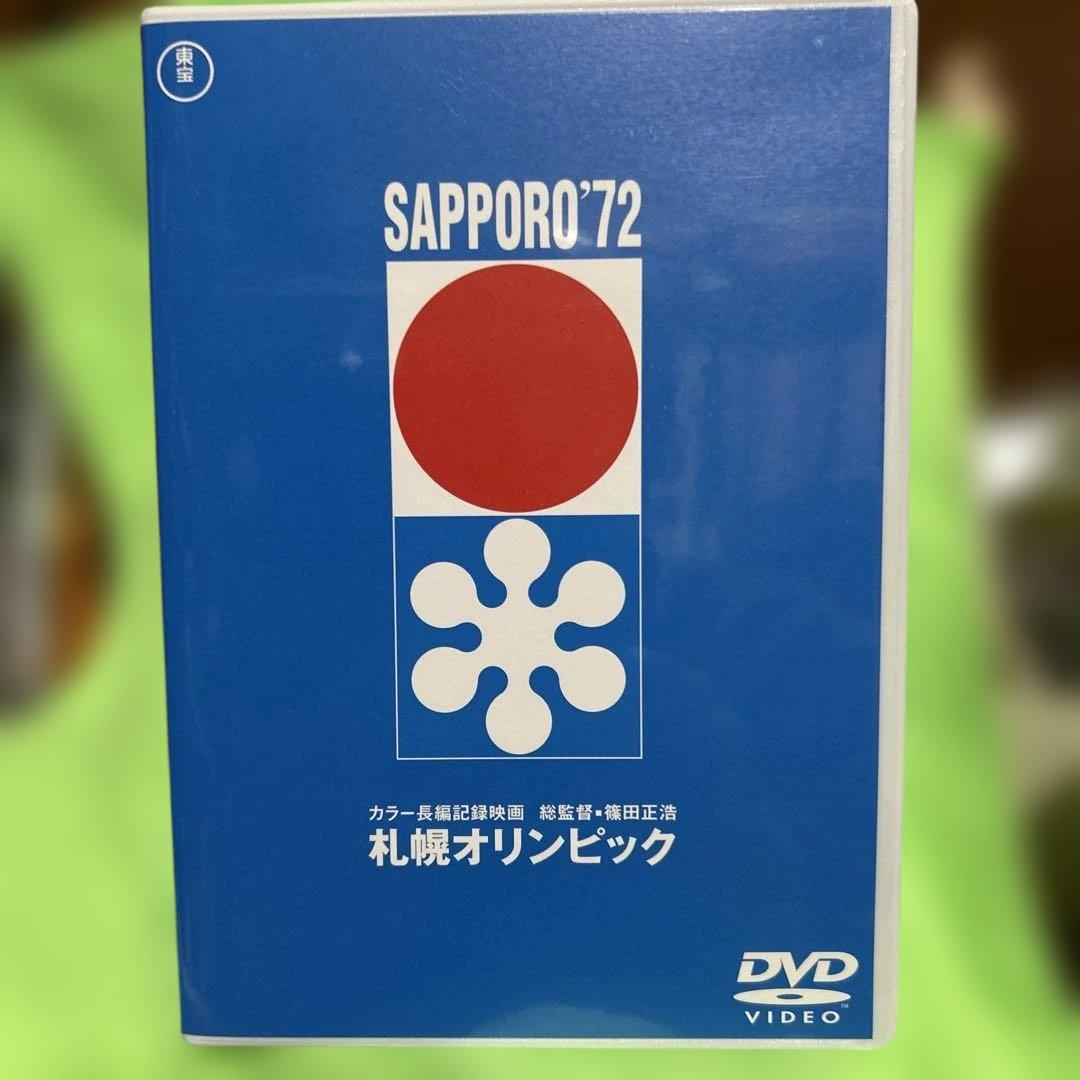 東宝
SAPPORO'72
カラー長編記録映画 総監督▪篠田正浩
札幌オリンピック
DVD
VIDEO
TM